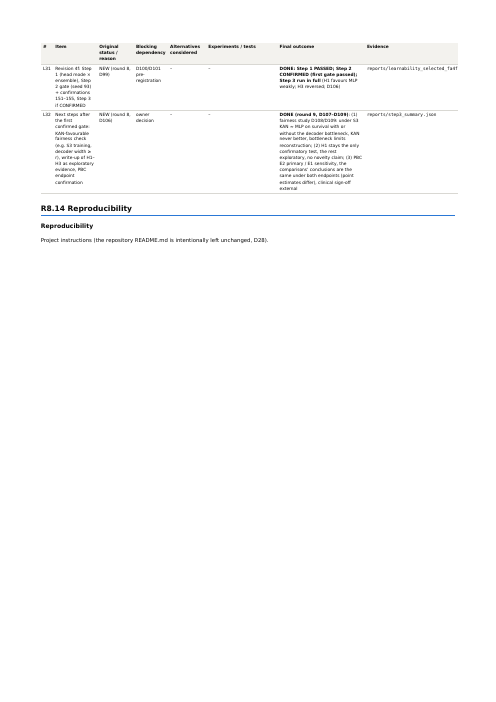 # Item Original status / reason Blocking dependency Alternatives considered Experiments / tests Final outcome Evidence
L31 Revision 45 Step NEW (round 8, D100/D101 – – DONE: Step 1 PASSED; Step 2
1 (head mode × D99) pre- CONFIRMED (first gate passed);
ensemble), Step registration Step 3 run in full (H1 favours MLP
2 gate (seed 93) weakly; H3 reversed; D106)
+ confirmations
151–155, Step 3
if CONFIRMED
L32 Next steps after NEW (round 8, owner – – DONE (round 9, D107–D109): (1) reports/step3_summary.json
the first D106) decision fairness study D108/D109: under S3
confirmed gate: KAN = MLP on survival with or
KAN-favourable without the decoder bottleneck, KAN
fairness check never better, bottleneck limits
(e.g. S3 training, reconstruction; (2) H1 stays the only
decoder width ≥ confirmatory test, the rest
r), write-up of H1– exploratory, no novelty claim; (3) PBC
H3 as exploratory E2 primary / E1 sensitivity, the
evidence, PBC comparisons' conclusions are the
endpoint same under both endpoints (point
confirmation estimates differ), clinical sign-off
external
R8.14 Reproducibility
Reproducibility
Project instructions (the repository README.md is intentionally left unchanged, D28).